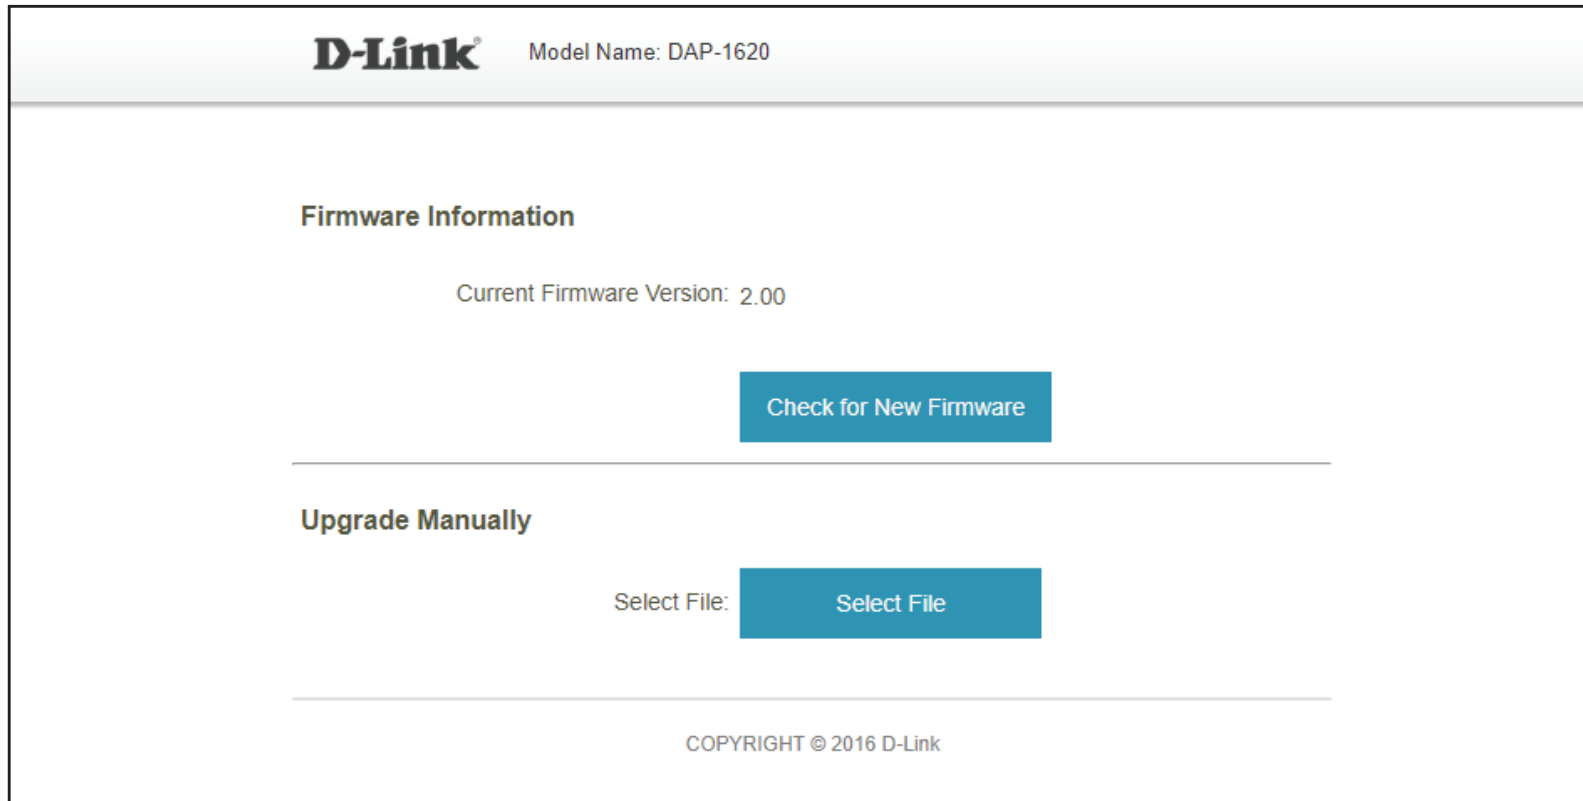 D-Link® Model Name: DAP-1620
Firmware Information
Current Firmware Version: 2.00
Check for New Firmware
Upgrade Manually
Select File: Select File
COPYRIGHT © 2016 D-Link